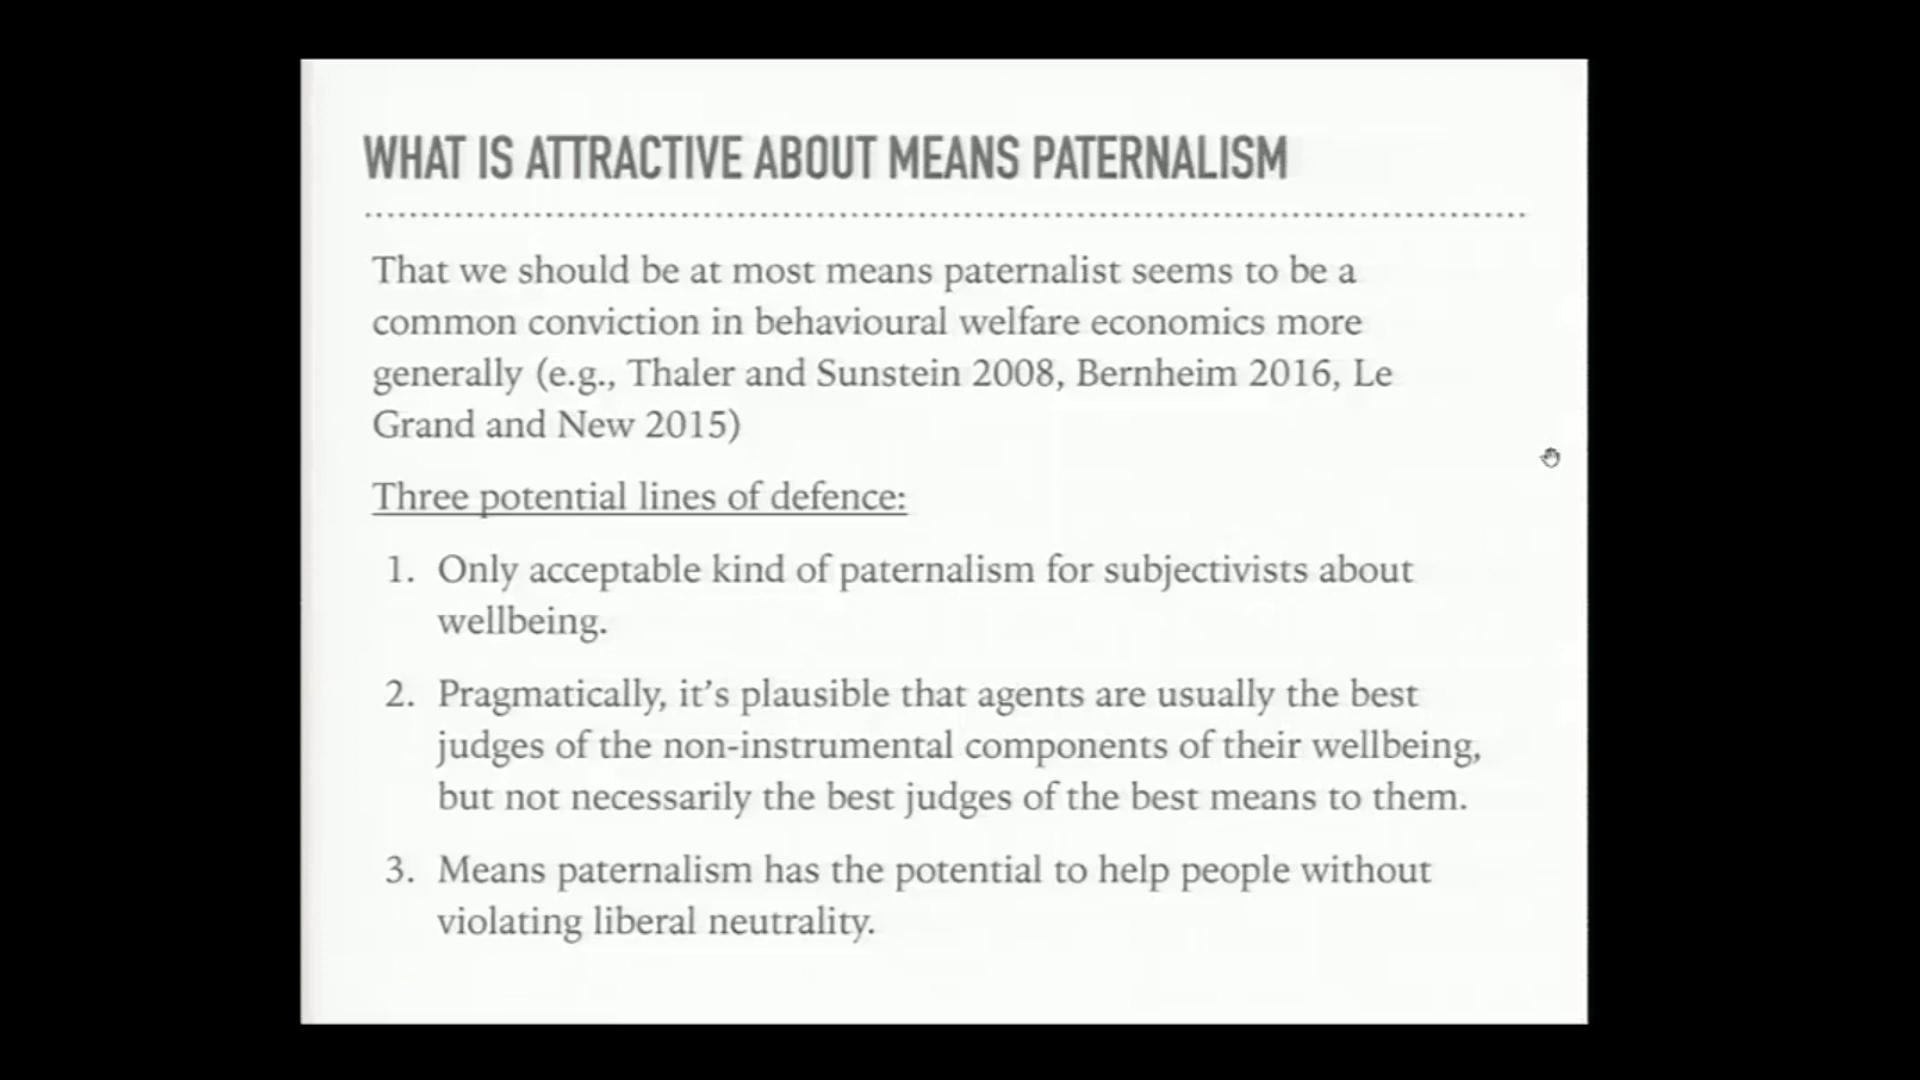 WHAT IS ATTRACTIVE ABOUT MEANS PATERNALISM
That we should be at most means paternalist seems to be a
common conviction in behavioural welfare economics more
generally (e.g., Thaler and Sunstein 2008, Bernheim 2016, Le
Grand and New 2015)
Three potential lines of defence:
1. Only acceptable kind of paternalism for subjectivists about
wellbeing.
2. Pragmatically, it’s plausible that agents are usually the best
judges of the non-instrumental components of their wellbeing,
but not necessarily the best judges of the best means to them.
3. Means paternalism has the potential to help people without
violating liberal neutrality.